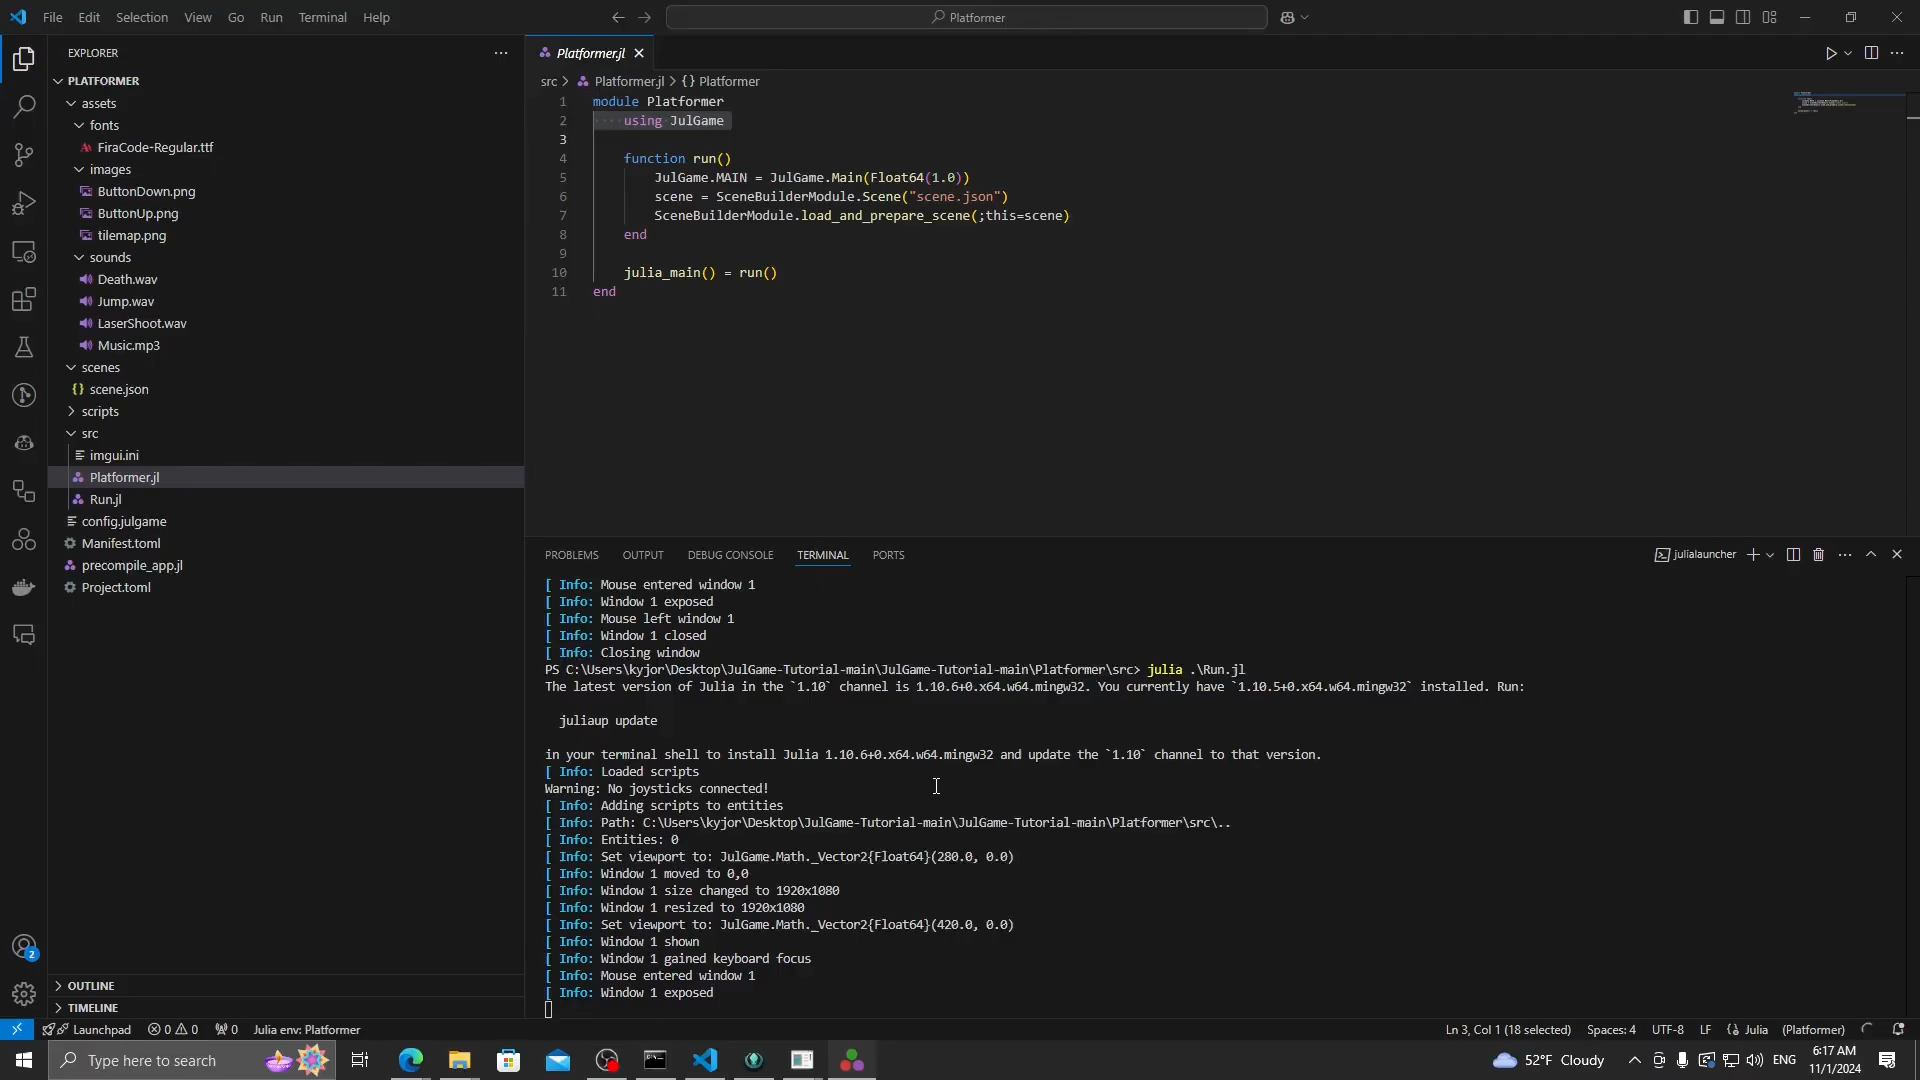 File Edit Selection View Go Run Terminal Help
Platformer
EXPLORER
PLATFORMER
assets
fonts
FiraCode-Regular.ttf
images
ButtonDown.png
ButtonUp.png
tilemap.png
sounds
Death.wav
Jump.wav
LaserShoot.wav
Music.mp3
scenes
scene.json
scripts
src
imgui.ini
Platformer.jl
Run.jl
config.julgame
Manifest.toml
precompile_app.jl
Project.toml
OUTLINE
TIMELINE
Platformer.jl
src > Platformer.jl > {} Platformer
1 module Platformer
2 using JulGame
3
4 function run()
5 JulGame.MAIN = JulGame.Main(Float64(1.0))
6 scene = SceneBuilderModule.Scene("scene.json")
7 SceneBuilderModule.load_and_prepare_scene(;this=scene)
8 end
9
10 julia_main() = run()
11 end
PROBLEMS OUTPUT DEBUG CONSOLE TERMINAL PORTS
julialauncher
[ Info: Mouse entered window 1
[ Info: Window 1 exposed
[ Info: Mouse left window 1
[ Info: Window 1 closed
[ Info: Closing window
PS C:\Users\kyjor\Desktop\JulGame-Tutorial-main\JulGame-Tutorial-main\Platformer\src> julia .\Run.jl
The latest version of Julia in the `1.10` channel is 1.10.6+0.x64.w64.mingw32. You currently have `1.10.5+0.x64.w64.mingw32` installed. Run:
juliaup update
in your terminal shell to install Julia 1.10.6+0.x64.w64.mingw32 and update the `1.10` channel to that version.
[ Info: Loaded scripts
Warning: No joysticks connected!
[ Info: Adding scripts to entities
[ Info: Path: C:\Users\kyjor\Desktop\JulGame-Tutorial-main\JulGame-Tutorial-main\Platformer\src\..
[ Info: Entities: 0
[ Info: Set viewport to: JulGame.Math._Vector2{Float64}(280.0, 0.0)
[ Info: Window 1 moved to 0,0
[ Info: Window 1 size changed to 1920x1080
[ Info: Window 1 resized to 1920x1080
[ Info: Set viewport to: JulGame.Math._Vector2{Float64}(420.0, 0.0)
[ Info: Window 1 shown
[ Info: Window 1 gained keyboard focus
[ Info: Mouse entered window 1
[ Info: Window 1 exposed
2
Launchpad 0 0 0 Julia env: Platformer
Ln 3, Col 1 (18 selected) Spaces: 4 UTF-8 LF Julia (Platformer)
Type here to search
52°F Cloudy ENG
6:17 AM
11/1/2024